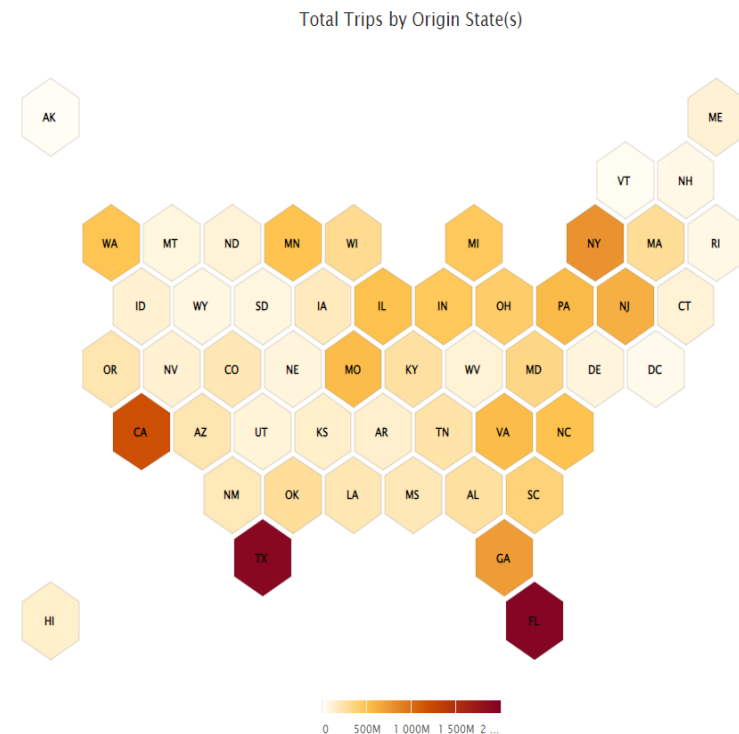 Total Trips by Origin State(s)
AK
ME
VT NH
WA MT ND MN WI MI NY MA RI
ID WY SD IA IL IN OH PA NJ CT
OR NV CO NE MO KY WV MD DE DC
CA AZ UT KS AR TN VA NC
NM OK LA MS AL SC
TX GA
HI FL
0 500M 1 000M 1 500M 2 ...